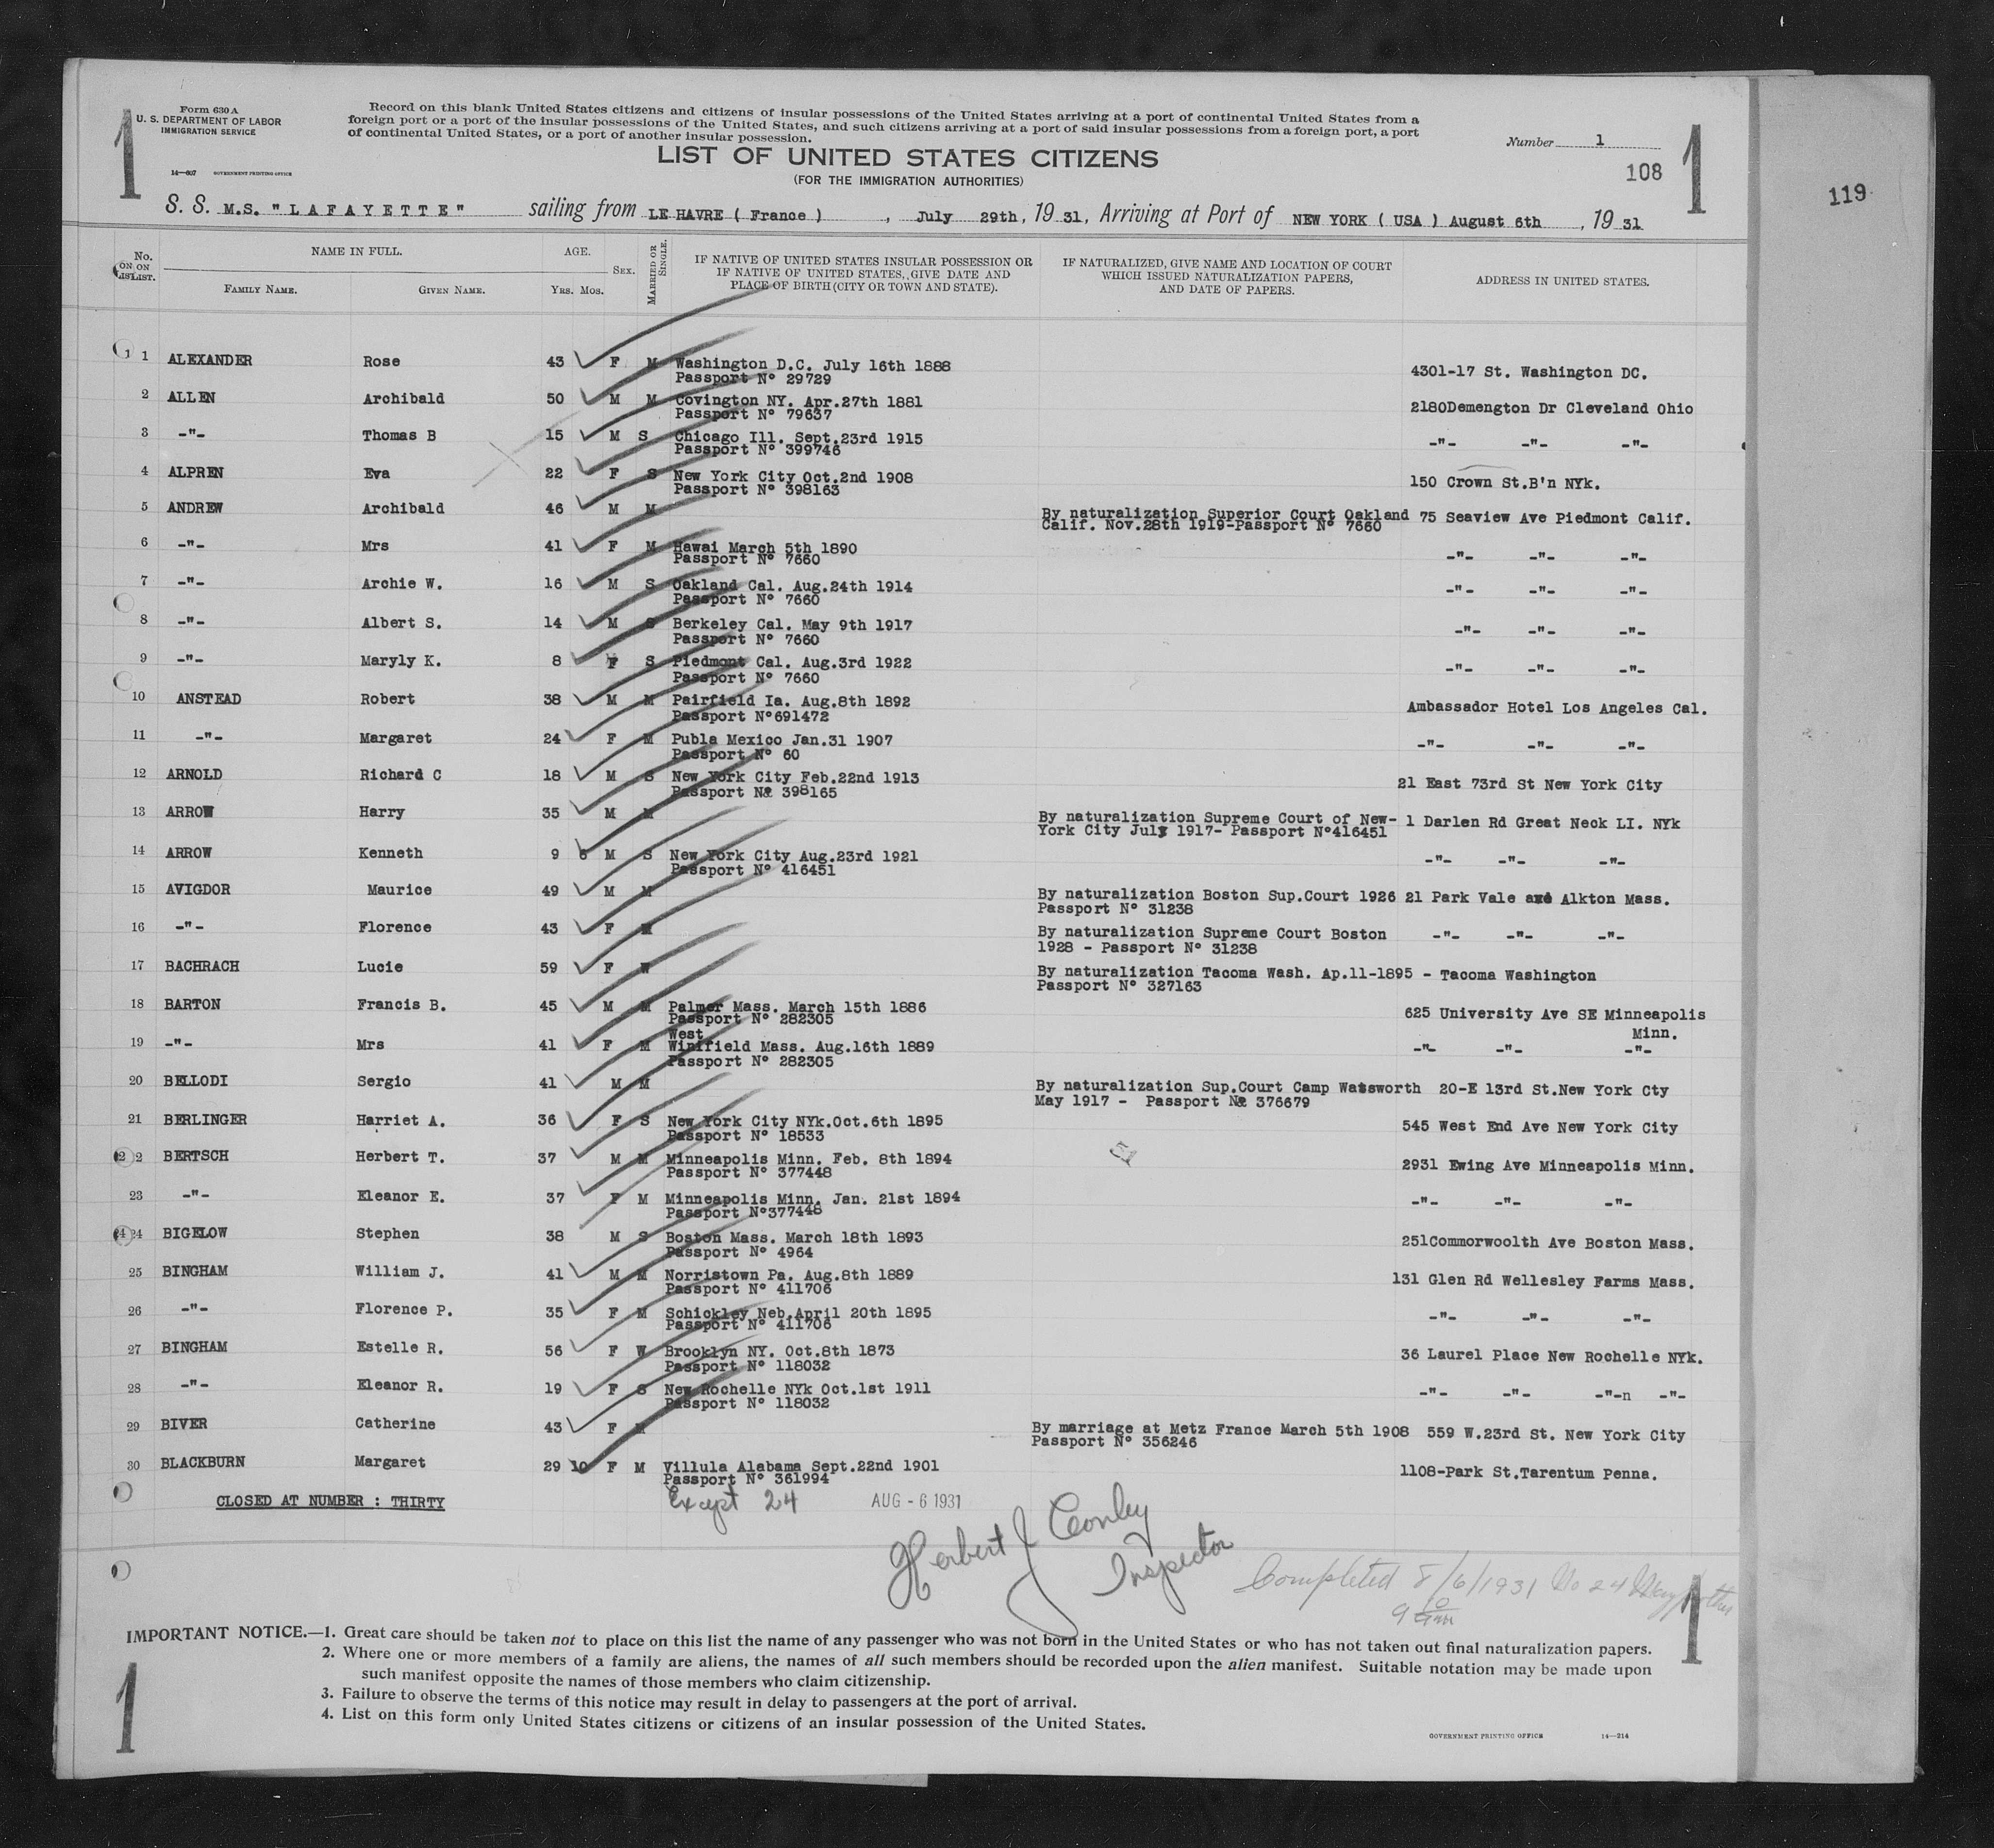 Form 630 A
U. S. DEPARTMENT OF LABOR
IMMIGRATION SERVICE
14—607 GOVERNMENT PRINTING OFFICE
Record on this blank United States citizens and citizens of insular possessions of the United States arriving at a port of continental United States from a
foreign port or a port of the insular possessions of the United States, and such citizens arriving at a port of said insular possessions from a foreign port, a port
of continental United States, or a port of another insular possession.
LIST OF UNITED STATES CITIZENS
(FOR THE IMMIGRATION AUTHORITIES)
Number 1
108
1
1
119
S. S. M.S. "LAFAYETTE" sailing from LE HAVRE ( France ), July 29th, 19 31, Arriving at Port of NEW YORK ( USA ) August 6th, 19 31
No. ON LIST. NAME IN FULL. FAMILY NAME. GIVEN NAME. AGE. YRS. MOS. SEX. MARRIED OR SINGLE. IF NATIVE OF UNITED STATES INSULAR POSSESSION OR IF NATIVE OF UNITED STATES, GIVE DATE AND PLACE OF BIRTH (CITY OR TOWN AND STATE). IF NATURALIZED, GIVE NAME AND LOCATION OF COURT WHICH ISSUED NATURALIZATION PAPERS, AND DATE OF PAPERS. ADDRESS IN UNITED STATES.
1 ALEXANDER Rose 43 F M Washington D.C. July 16th 1888 4301-17 St. Washington DC.
Passport N° 29729
2 ALLEN Archibald 50 M M Covington NY. Apr.27th 1881 2180Demengton Dr Cleveland Ohio
Passport N° 79637
3 -"- Thomas B 15 M S Chicago Ill. Sept.23rd 1915 -"- -"- -"-
Passport N° 399746
4 ALPREN Eva 22 F S New York City Oct.2nd 1908 150 Crown St.B'n NYk.
Passport N° 398163
5 ANDREW Archibald 46 M M By naturalization Superior Court Oakland 75 Seaview Ave Piedmont Calif.
Calif. Nov.28th 1919-Passport N° 7660
6 -"- Mrs 41 F M Hawai March 5th 1890 -"- -"- -"-
Passport N° 7660
7 -"- Archie W. 16 M S Oakland Cal. Aug.24th 1914 -"- -"- -"-
Passport N° 7660
8 -"- Albert S. 14 M S Berkeley Cal. May 9th 1917 -"- -"- -"-
Passport N° 7660
9 -"- Maryly K. 8 F S Piedmont Cal. Aug.3rd 1922 -"- -"- -"-
Passport N° 7660
10 ANSTEAD Robert 38 M M Pairfield Ia. Aug.8th 1892 Ambassador Hotel Los Angeles Cal.
Passport N°691472
11 -"- Margaret 24 F M Publa Mexico Jan.31 1907 -"- -"- -"-
Passport N° 60
12 ARNOLD Richard C 18 M S New York City Feb.22nd 1913 21 East 73rd St New York City
Passport N° 398165
13 ARROW Harry 35 M M By naturalization Supreme Court of New- 1 Darlen Rd Great Neck LI. NYk
York City July 1917- Passport N°416451
14 ARROW Kenneth 9 6 M S New York City Aug.23rd 1921 -"- -"- -"-
Passport N° 416451
15 AVIGDOR Maurice 49 M M By naturalization Boston Sup.Court 1926 21 Park Vale ave Alkton Mass.
Passport N° 31238
16 -"- Florence 43 F M By naturalization Supreme Court Boston -"- -"- -"-
1928 - Passport N° 31238
17 BACHRACH Lucie 59 F W By naturalization Tacoma Wash. Ap.11-1895 - Tacoma Washington
Passport N° 327163
18 BARTON Francis B. 45 M M Palmer Mass. March 15th 1886 625 University Ave SE Minneapolis
Passport N° 282305 Minn.
West
19 -"- Mrs 41 F M Winifield Mass. Aug.16th 1889 -"- -"- -"-
Passport N° 282305
20 BELLODI Sergio 41 M M By naturalization Sup.Court Camp Watsworth 20-E 13rd St.New York Cty
May 1917 - Passport N° 376679
21 BERLINGER Harriet A. 36 F S New York City NYk.Oct.6th 1895 545 West End Ave New York City
Passport N° 18533
22 BERTSCH Herbert T. 37 M M Minneapolis Minn. Feb. 8th 1894 2931 Ewing Ave Minneapolis Minn.
Passport N° 377448
23 -"- Eleanor E. 37 F M Minneapolis Minn. Jan. 21st 1894 -"- -"- -"-
Passport N°377448
24 BIGELOW Stephen 38 M S Boston Mass. March 18th 1893 251Commorwoolth Ave Boston Mass.
Passport N° 4964
25 BINGHAM William J. 41 M M Norristown Pa. Aug.8th 1889 131 Glen Rd Wellesley Farms Mass.
Passport N° 411706
26 -"- Florence P. 35 F M Schickley Neb.April 20th 1895 -"- -"- -"-
Passport N° 411706
27 BINGHAM Estelle R. 56 F W Brooklyn NY. Oct.8th 1873 36 Laurel Place New Rochelle NYk.
Passport N° 118032
28 -"- Eleanor R. 19 F S New Rochelle NYk Oct.1st 1911 -"- -"- -"-n -"-
Passport N° 118032
29 BIVER Catherine 43 F M By marriage at Metz France March 5th 1908 559 W.23rd St. New York City
Passport N° 356246
30 BLACKBURN Margaret 29 10 F M Villula Alabama Sept.22nd 1901 1108-Park St.Tarentum Penna.
Passport N° 361994
CLOSED AT NUMBER : THIRTY
Except 24 AUG - 6 1931
Herbert J Conley
Inspector
Completed 8/6/1931 No 24
9
IMPORTANT NOTICE.—1. Great care should be taken not to place on this list the name of any passenger who was not born in the United States or who has not taken out final naturalization papers.
2. Where one or more members of a family are aliens, the names of all such members should be recorded upon the alien manifest. Suitable notation may be made upon
such manifest opposite the names of those members who claim citizenship.
3. Failure to observe the terms of this notice may result in delay to passengers at the port of arrival.
4. List on this form only United States citizens or citizens of an insular possession of the United States.
GOVERNMENT PRINTING OFFICE 14—214
1
1